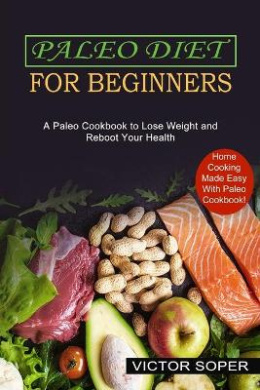 PALEO DIET
FOR BEGINNERS
A Paleo Cookbook to Lose Weight and
Reboot Your Health
Home
Cooking
Made Easy
With Paleo
Cookbook!
VICTOR SOPER